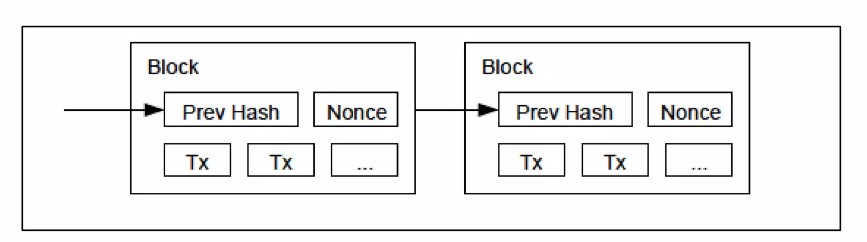 Block
Prev Hash Nonce
Tx Tx ...
Block
Prev Hash Nonce
Tx Tx ...